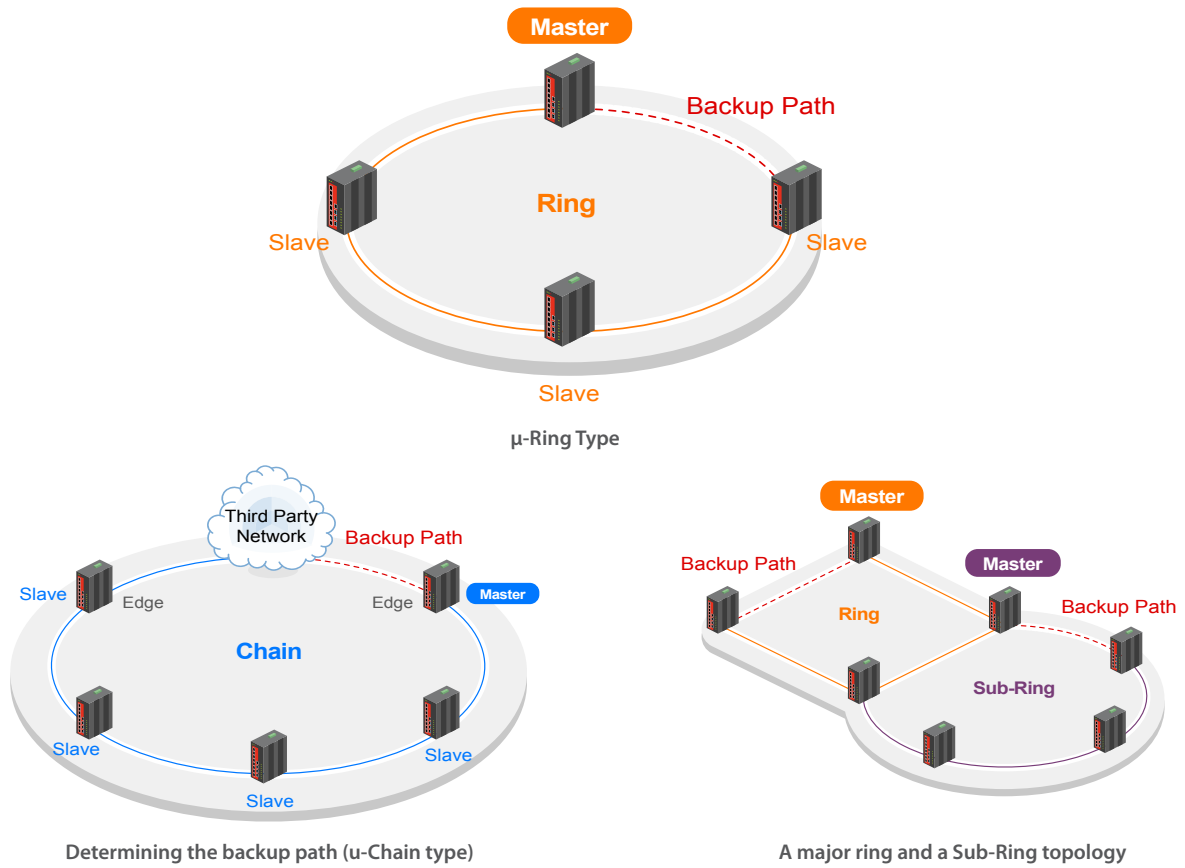 Master
Backup Path
Ring
Slave
Slave
Slave
μ-Ring Type
Third Party
Network
Backup Path
Slave
Edge
Edge
Master
Chain
Slave
Slave
Slave
Determining the backup path (u-Chain type)
Master
Backup Path
Master
Backup Path
Ring
Sub-Ring
A major ring and a Sub-Ring topology